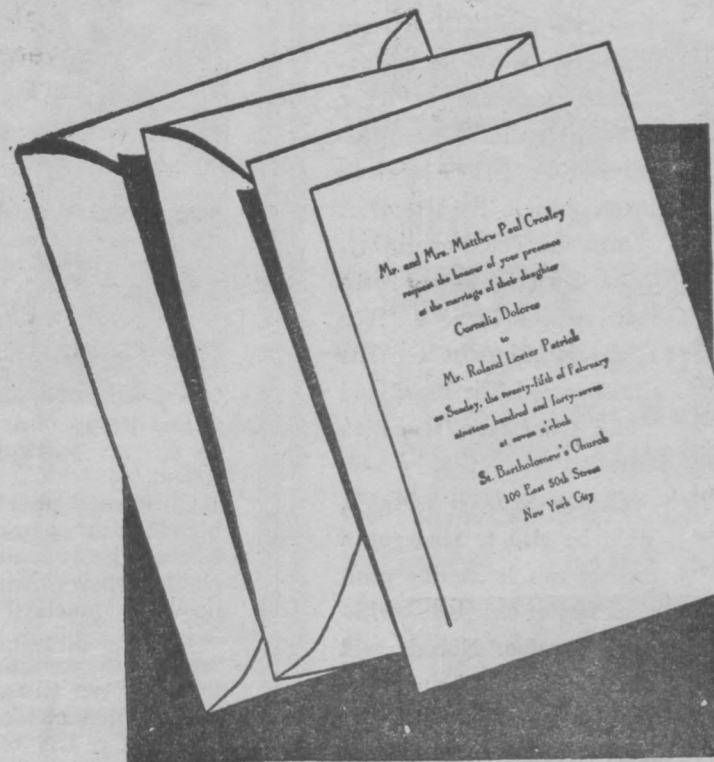 Mr. and Mrs. Matthew Paul Crosley
request the honour of your presence
at the marriage of their daughter
Cornelia Dolores
to
Mr. Roland Lester Patrick
on Sunday, the twenty-fifth of February
nineteen hundred and forty-seven
at seven o'clock
St. Bartholomew's Church
100 East 50th Street
New York City